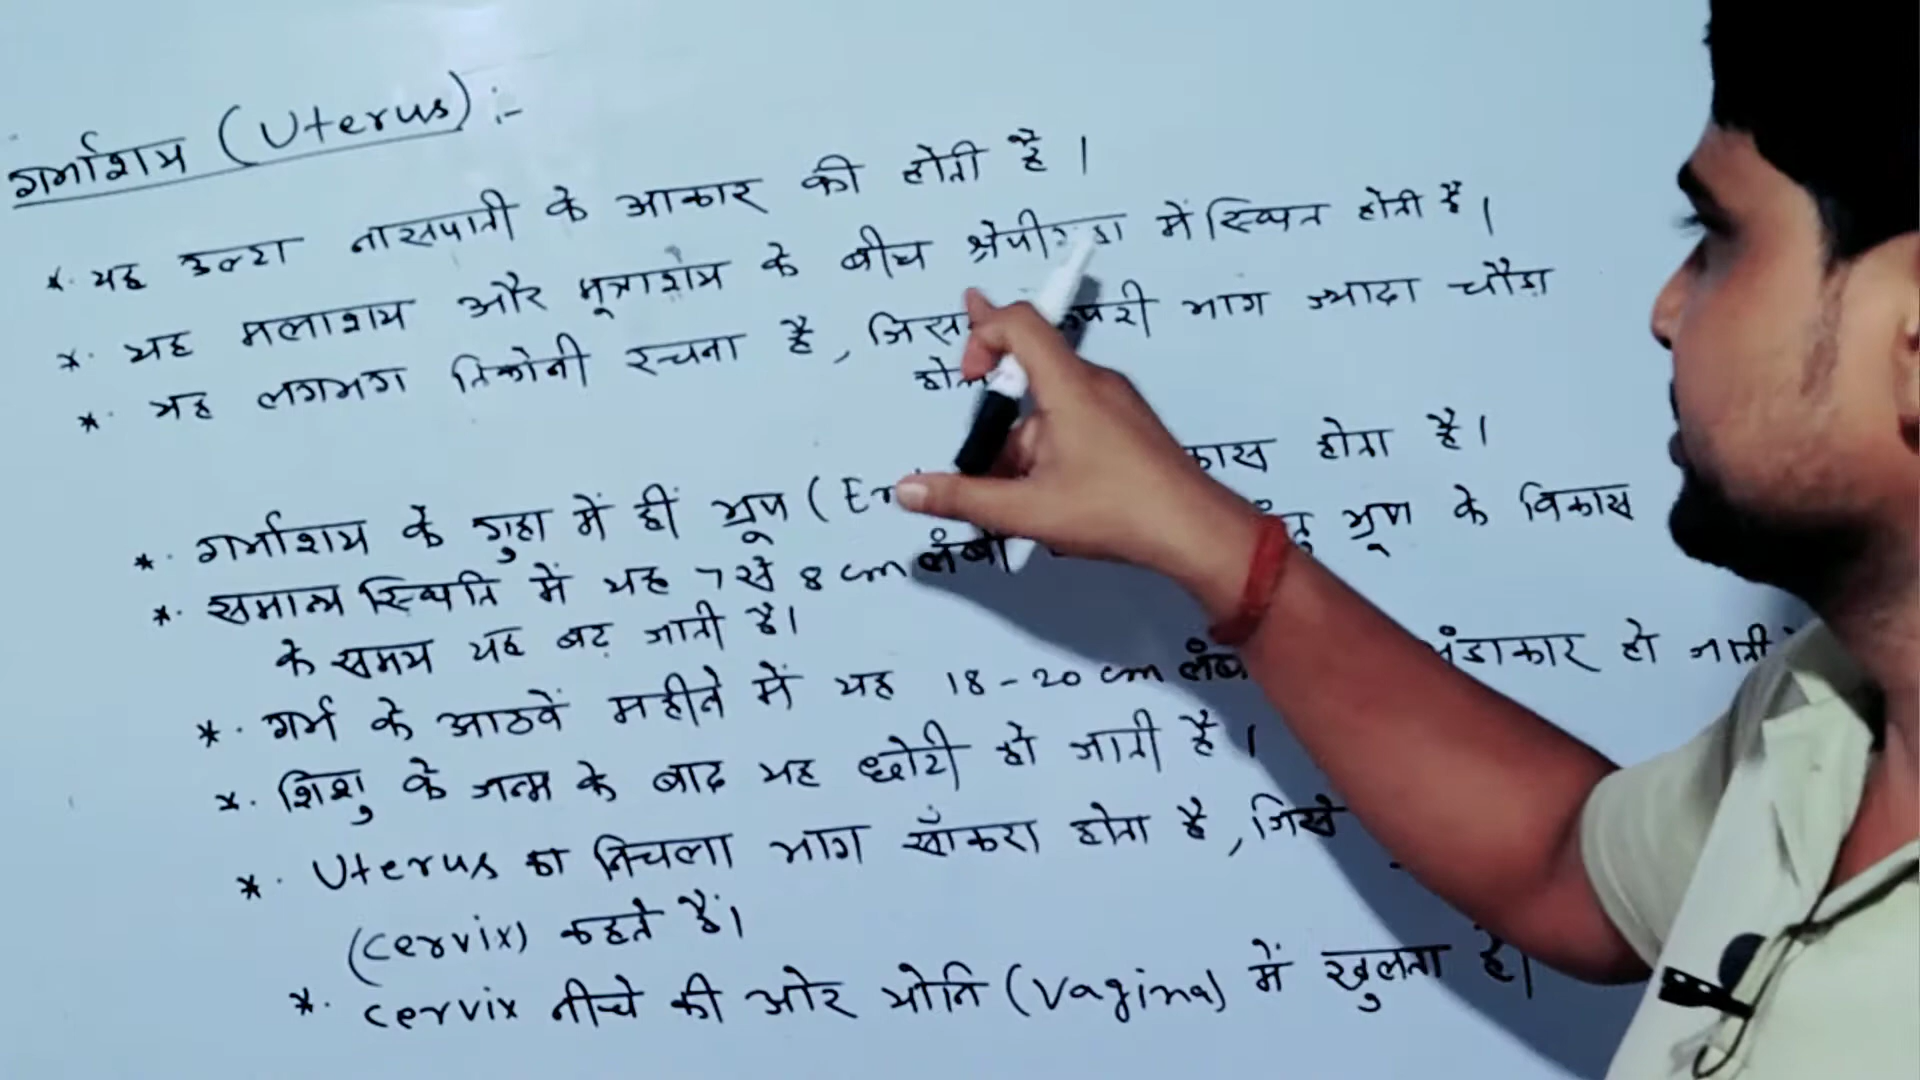 गर्भाशय (Uterus) :-
*. यह उल्टा नासपाती के आकार की होती है ।
*. यह मलाशय और मूत्राशय के बीच में स्थित होती है ।
*. यह लगभग तिकोनी रचना है, भाग ज्यादा चौड़ा
*. गर्भाशय के गुहा में हीं भ्रूण ( होता है ।
*. समान्य स्थिति में यह 7 से 8 cm लंबी भ्रूण के विकास
के समय यह बढ़ जाती है ।
*. गर्भ के आठवें महीने में यह 18-20 cm हो जाती
*. शिशु के जन्म के बाद यह छोटी हो जाती है ।
*. Uterus का निचला भाग साँकरा होता है, जिसे
(cervix) कहते हैं ।
*. cervix नीचे की ओर योनि (vagina) में खुलता है ।